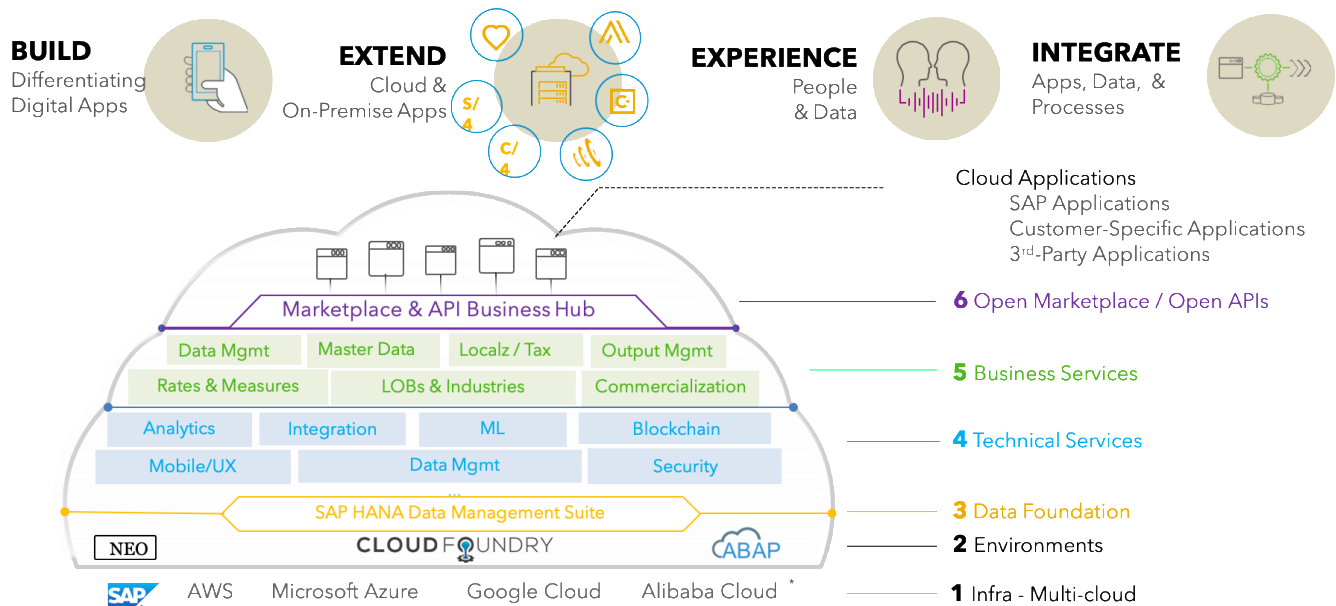 BUILD
Differentiating
Digital Apps
EXTEND
Cloud &
On-Premise Apps
S/
4
C/
4
C
EXPERIENCE
People
& Data
INTEGRATE
Apps, Data, &
Processes
Cloud Applications
SAP Applications
Customer-Specific Applications
3rd-Party Applications
Marketplace & API Business Hub
6 Open Marketplace / Open APIs
Data Mgmt Master Data Localz / Tax Output Mgmt
Rates & Measures LOBs & Industries Commercialization
5 Business Services
Analytics Integration ML Blockchain
Mobile/UX Data Mgmt Security
...
4 Technical Services
SAP HANA Data Management Suite
3 Data Foundation
NEO CLOUD FOUNDRY ABAP
2 Environments
SAP AWS Microsoft Azure Google Cloud Alibaba Cloud *
1 Infra - Multi-cloud